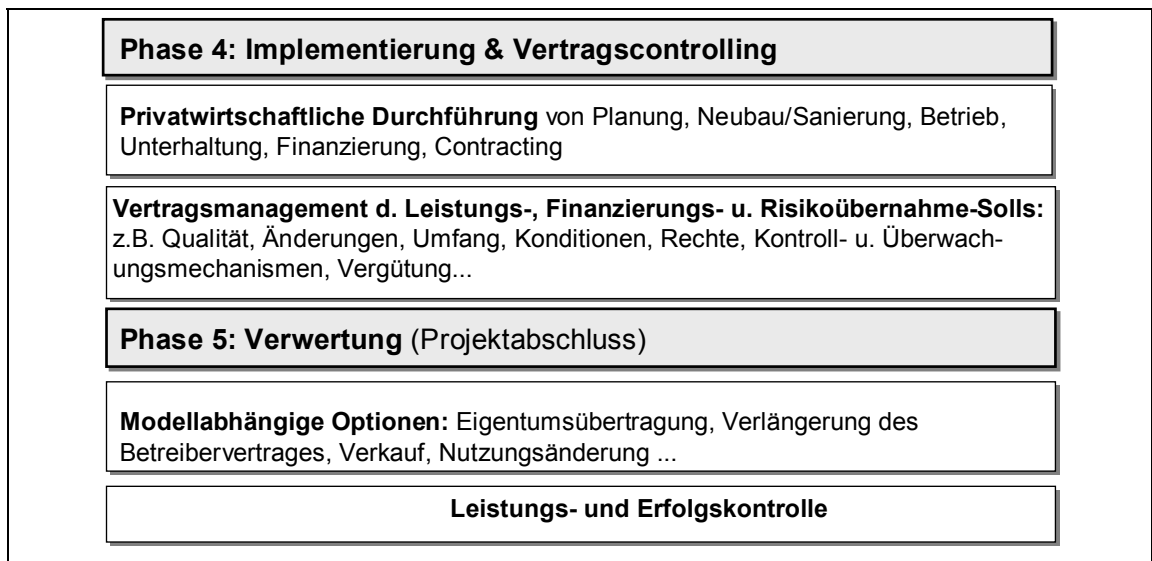 Phase 4: Implementierung & Vertragscontrolling
Privatwirtschaftliche Durchführung von Planung, Neubau/Sanierung, Betrieb,
Unterhaltung, Finanzierung, Contracting
Vertragsmanagement d. Leistungs-, Finanzierungs- u. Risikoübernahme-Solls:
z.B. Qualität, Änderungen, Umfang, Konditionen, Rechte, Kontroll- u. Überwach-
ungsmechanismen, Vergütung...
Phase 5: Verwertung (Projektabschluss)
Modellabhängige Optionen: Eigentumsübertragung, Verlängerung des
Betreibervertrages, Verkauf, Nutzungsänderung ...
Leistungs- und Erfolgskontrolle